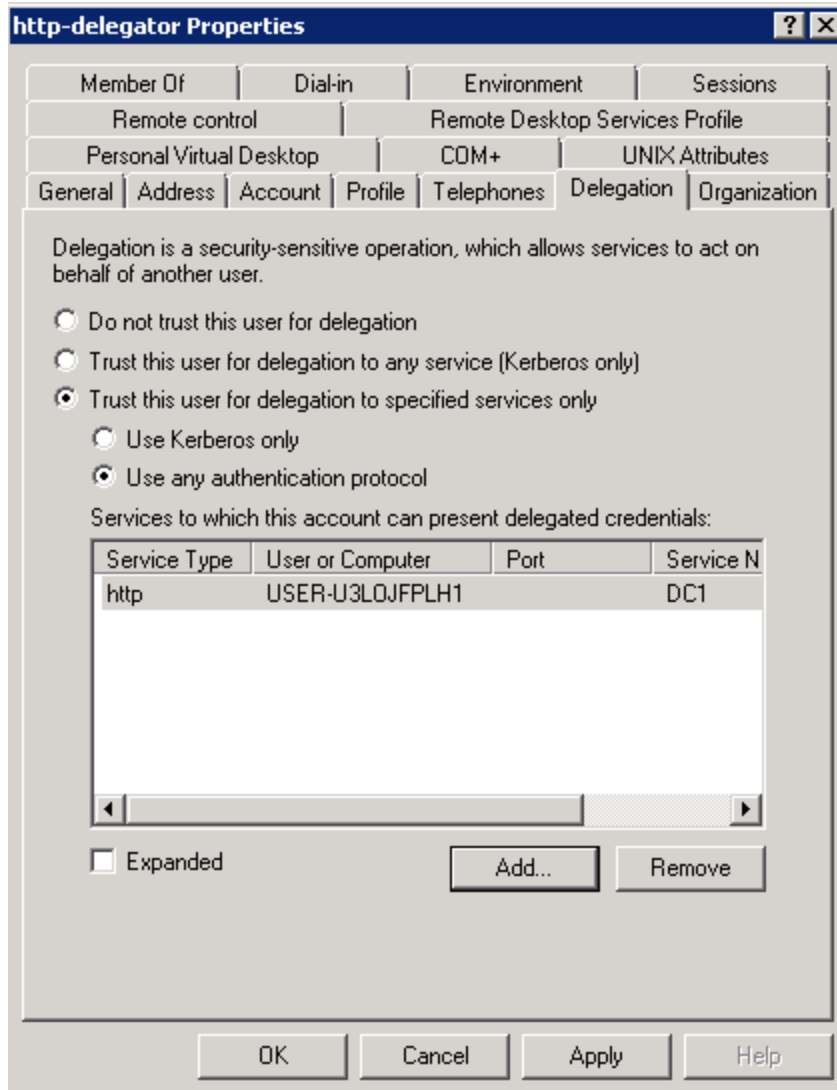 http-delegator Properties
Member Of Dial-in Environment Sessions
Remote control Remote Desktop Services Profile
Personal Virtual Desktop COM+ UNIX Attributes
General Address Account Profile Telephones Delegation Organization
Delegation is a security-sensitive operation, which allows services to act on
behalf of another user.
Do not trust this user for delegation
Trust this user for delegation to any service (Kerberos only)
Trust this user for delegation to specified services only
Use Kerberos only
Use any authentication protocol
Services to which this account can present delegated credentials:
Service Type User or Computer Port Service N
http USER-U3LOJFPLH1 DC1
Expanded Add... Remove
OK Cancel Apply Help